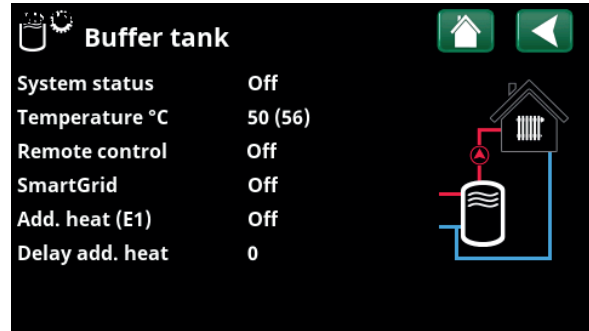 Buffer tank
System status Off
Temperature °C 50 (56)
Remote control Off
SmartGrid Off
Add. heat (E1) Off
Delay add. heat 0